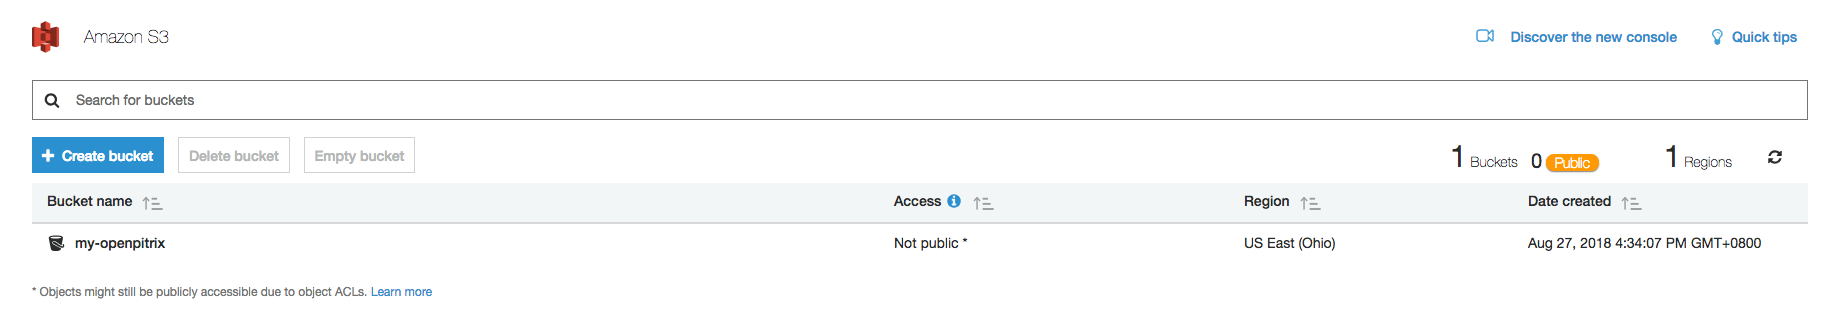 Amazon S3
Discover the new console
Quick tips
Search for buckets
+ Create bucket
Delete bucket
Empty bucket
1 Buckets 0 Public
1 Regions
Bucket name Access Region Date created
my-openpitrix Not public * US East (Ohio) Aug 27, 2018 4:34:07 PM GMT+0800
* Objects might still be publicly accessible due to object ACLs. Learn more